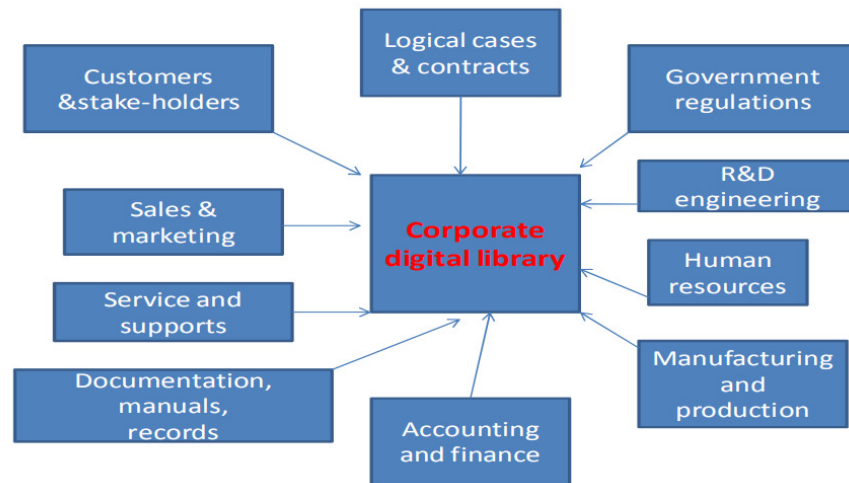 Logical cases
& contracts
Customers
&stake-holders
Government
regulations
R&D
engineering
Sales &
marketing
Corporate
digital library
Human
resources
Service and
supports
Manufacturing
and
production
Documentation,
manuals,
records
Accounting
and finance